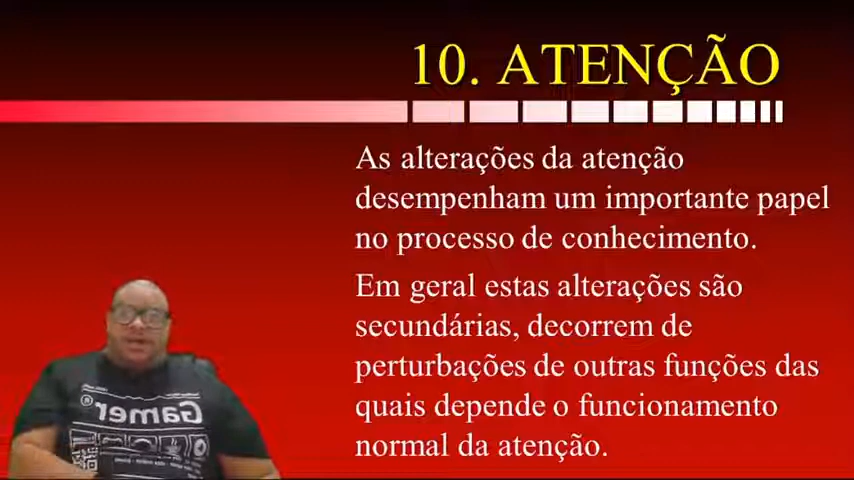 10. ATENÇÃO
As alterações da atenção
desempenham um importante papel
no processo de conhecimento.
Em geral estas alterações são
secundárias, decorrem de
perturbações de outras funções das
quais depende o funcionamento
normal da atenção.
Gamer®